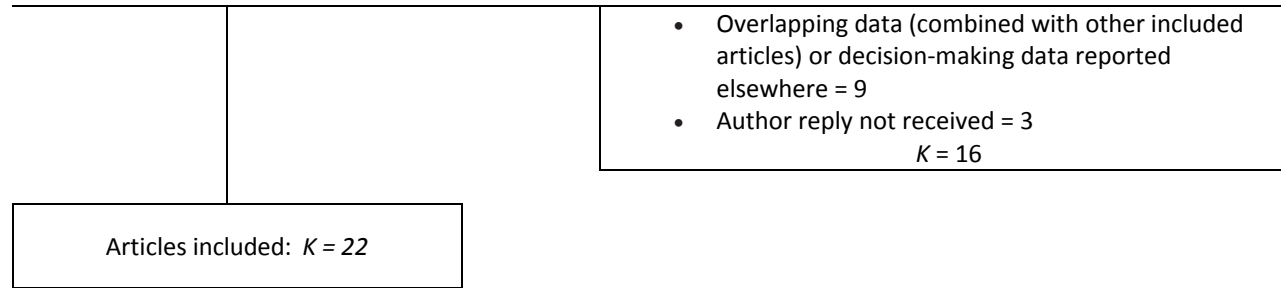 • Overlapping data (combined with other included
articles) or decision-making data reported
elsewhere = 9
• Author reply not received = 3
K = 16
Articles included: K = 22